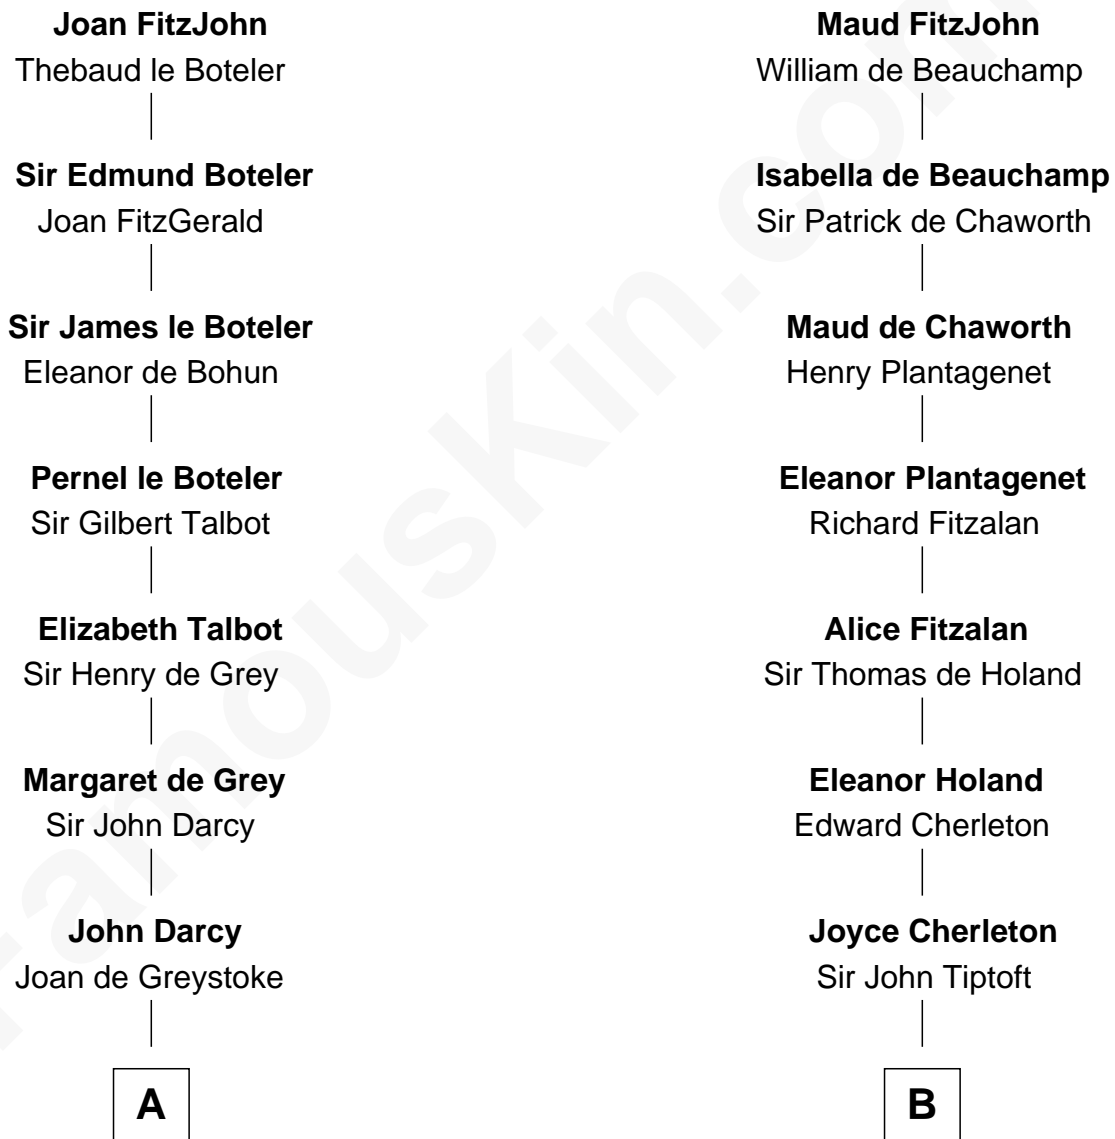 Joan FitzJohn
Thebaud le Boteler
Sir Edmund Boteler
Joan FitzGerald
Sir James le Boteler
Eleanor de Bohun
Pernel le Boteler
Sir Gilbert Talbot
Elizabeth Talbot
Sir Henry de Grey
Margaret de Grey
Sir John Darcy
John Darcy
Joan de Greystoke
A
Maud FitzJohn
William de Beauchamp
Isabella de Beauchamp
Sir Patrick de Chaworth
Maud de Chaworth
Henry Plantagenet
Eleanor Plantagenet
Richard Fitzalan
Alice Fitzalan
Sir Thomas de Holand
Eleanor Holand
Edward Cherleton
Joyce Cherleton
Sir John Tiptoft
B
FamousKin.com